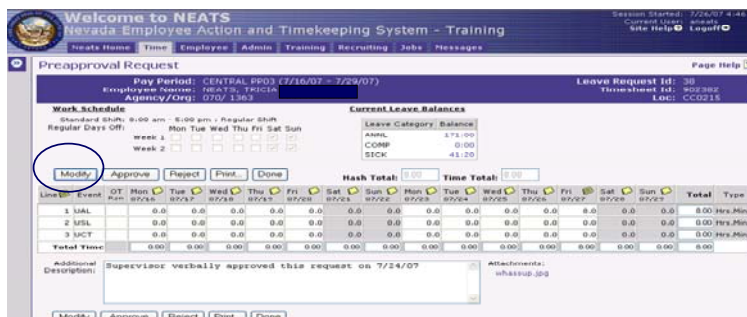 Welcome to NEATS
Nevada Employee Action and Timekeeping System - Training
Session Started: 7/26/07 4:46
Current User: aneats
Site Help Logoff
Neats Home Time Employee Admin Training Recruiting Jobs Messages
Preapproval Request Page Help
Pay Period: CENTRAL PP03 (7/16/07 - 7/29/07) Leave Request Id: 30
Employee Name: NEATS, TRICIA Timesheet Id: 902382
Agency/Org: 070/ 1363 Loc: CC0215
Work Schedule Current Leave Balances
Standard Shift: 8:00 am - 5:00 pm : Regular Shift
Regular Days Off: Mon Tue Wed Thu Fri Sat Sun
Week 1
Week 2
Leave Category Balance
ANNL 171:00
COMP 0:00
SICK 41:20
Modify Approve Reject Print... Done Hash Total: 0.00 Time Total: 0.00
Line Event OT Mon Tue Wed Thu Fri Sat Sun Mon Tue Wed Thu Fri Sat Sun Total Type
07/16 07/17 07/18 07/19 07/20 07/21 07/22 07/23 07/24 07/25 07/26 07/27 07/28 07/29
1 UAL 0.0 0.0 0.0 0.0 0.0 0.0 0.0 0.0 0.0 0.0 0.0 0.0 0.0 0.0 Hrs.Min
2 USL 0.0 0.0 0.0 0.0 0.0 0.0 0.0 0.0 0.0 0.0 0.0 0.0 0.0 0.0 0.00 Hrs.Min
3 UCT 0.0 0.0 0.0 0.0 0.0 0.0 0.0 0.0 0.0 0.0 0.0 0.0 0.0 0.0 0.00 Hrs.Min
Total Time 0.00 0.00 0.00 0.00 0.00 0.00 0.00 0.00 0.00
Additional Description: Supervisor verbally approved this request on 7/24/07
Attachments:
whassup.jpg
Modify Approve Reject Print... Done